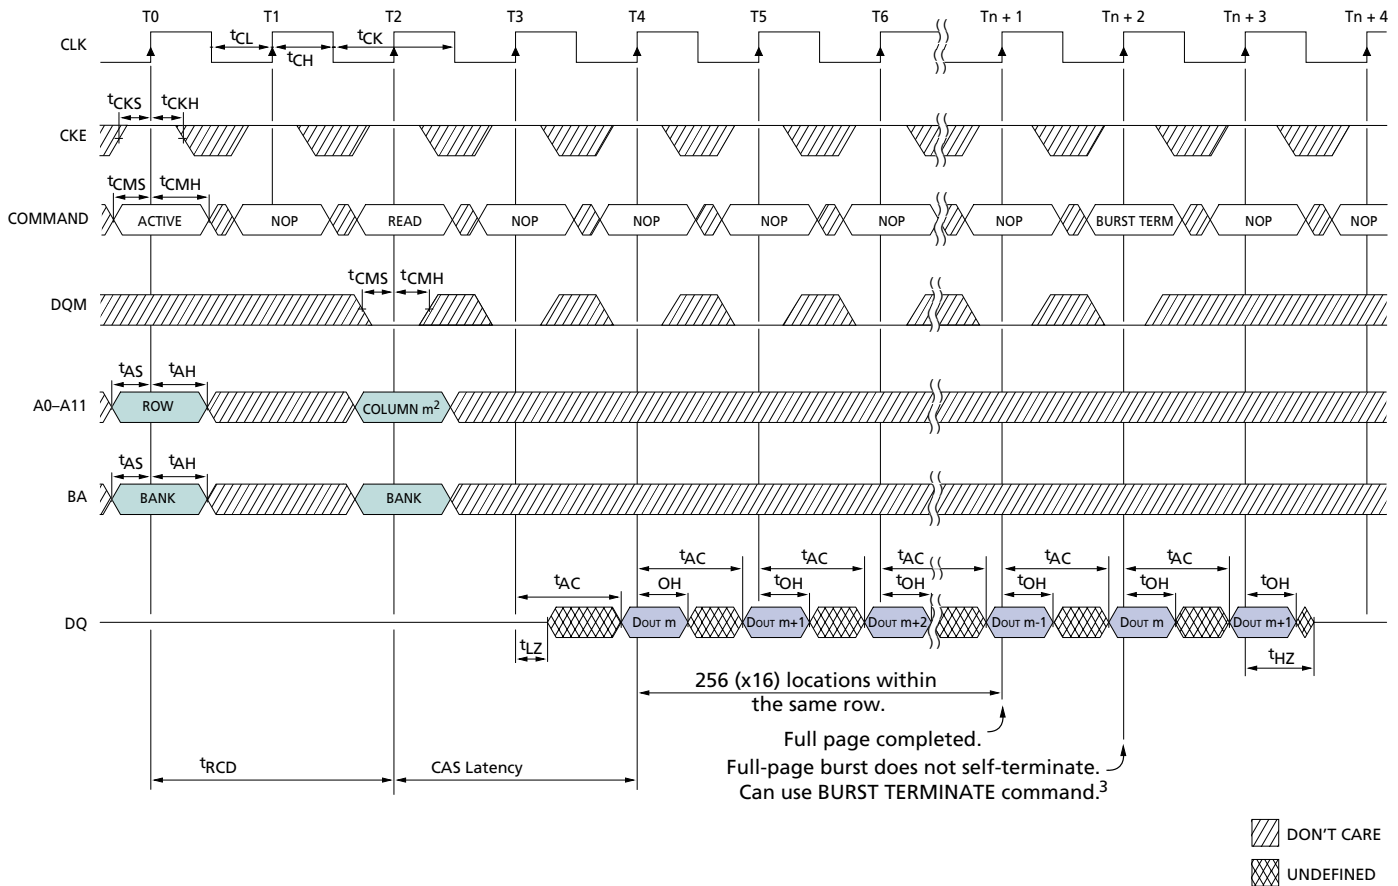 T0 T1 T2 T3 T4 T5 T6 Tn + 1 Tn + 2 Tn + 3 Tn + 4
CLK
tCL tCH tCK
tCKS tCKH
CKE
tCMS tCMH
COMMAND ACTIVE NOP READ NOP NOP NOP NOP NOP BURST TERM NOP NOP
tCMS tCMH
DQM
tAS tAH
A0–A11 ROW COLUMN m2
tAS tAH
BA BANK BANK
tAC tAC tAC tAC tAC tAC
OH tOH tOH tOH tOH tOH
DQ DOUT m DOUT m+1 DOUT m+2 DOUT m-1 DOUT m DOUT m+1
tLZ tHZ
256 (x16) locations within
the same row.
Full page completed.
tRCD CAS Latency
Full-page burst does not self-terminate.
Can use BURST TERMINATE command.3
DON'T CARE
UNDEFINED